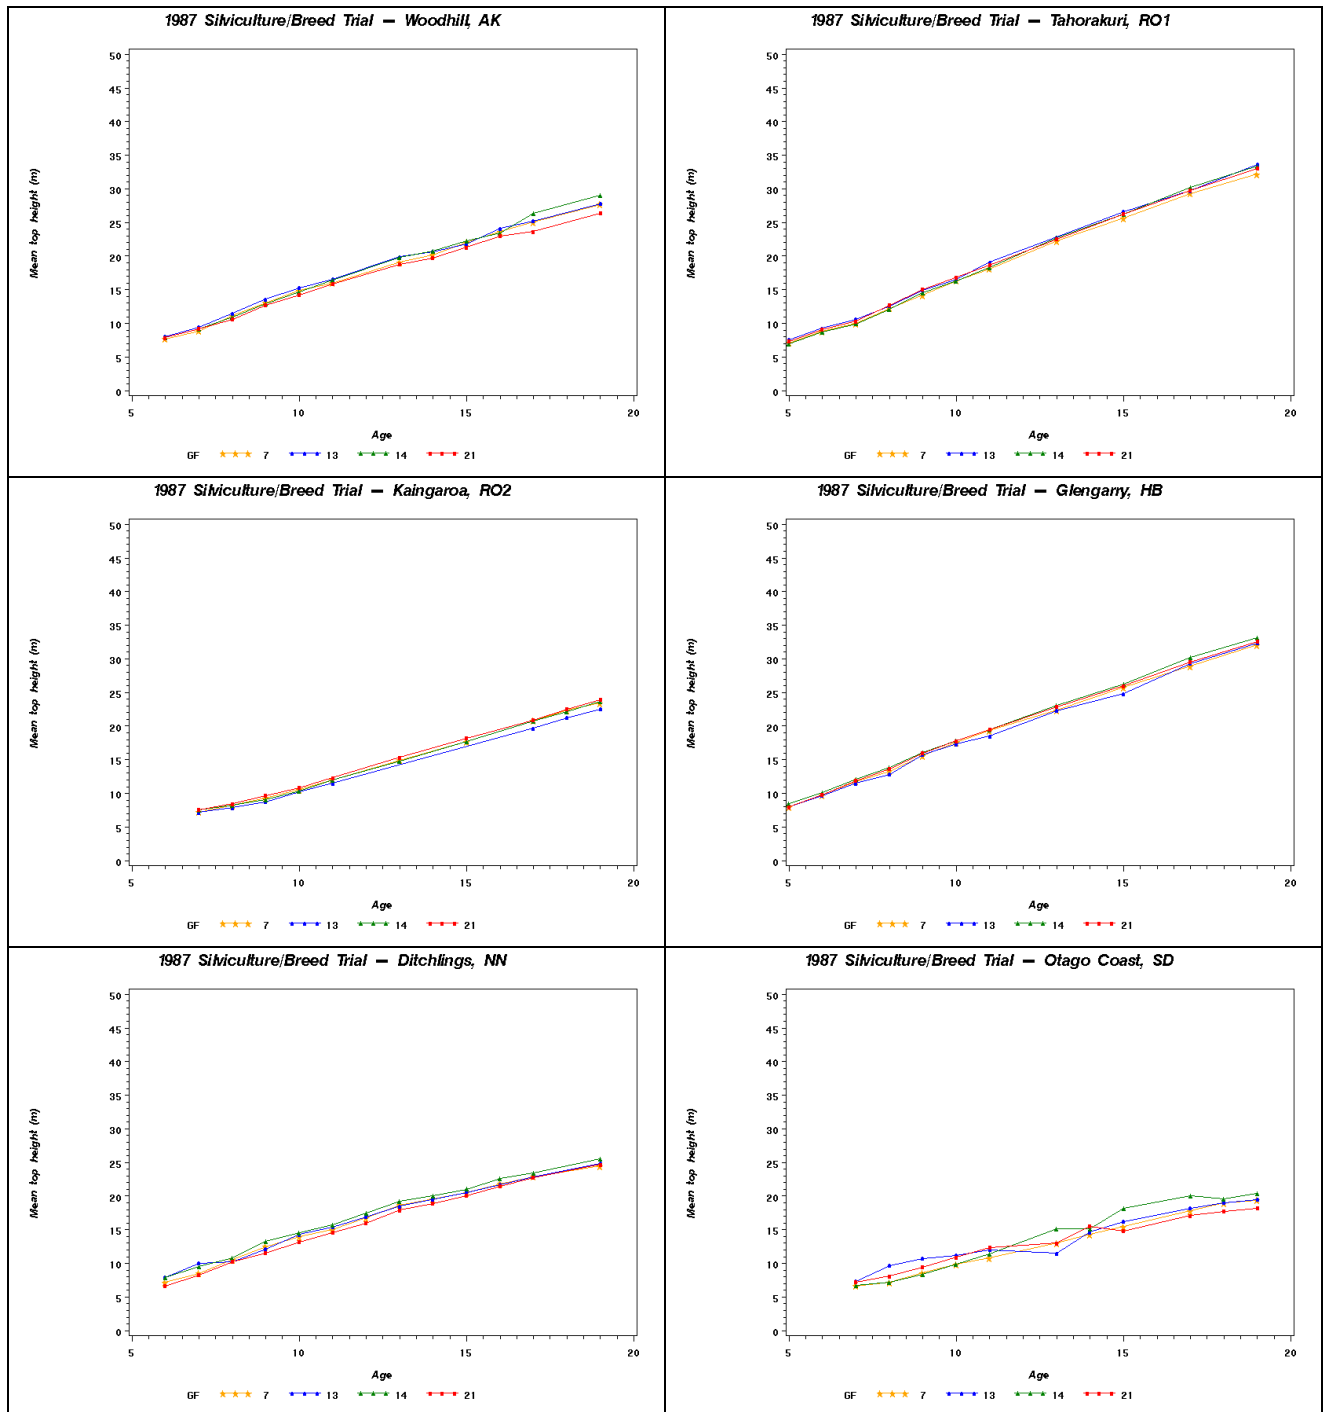 1987 Silviculture/Breed Trial – Woodhill, AK
50
45
40
35
30
25
20
15
10
5
0
Mean top height (m)
5 10 15 20
Age
GF 7 13 14 21
1987 Silviculture/Breed Trial – Tahorakuri, RO1
50
45
40
35
30
25
20
15
10
5
0
Mean top height (m)
5 10 15 20
Age
GF 7 13 14 21
1987 Silviculture/Breed Trial – Kaingaroa, RO2
50
45
40
35
30
25
20
15
10
5
0
Mean top height (m)
5 10 15 20
Age
GF 7 13 14 21
1987 Silviculture/Breed Trial – Glengarry, HB
50
45
40
35
30
25
20
15
10
5
0
Mean top height (m)
5 10 15 20
Age
GF 7 13 14 21
1987 Silviculture/Breed Trial – Ditchlings, NN
50
45
40
35
30
25
20
15
10
5
0
Mean top height (m)
5 10 15 20
Age
GF 7 13 14 21
1987 Silviculture/Breed Trial – Otago Coast, SD
50
45
40
35
30
25
20
15
10
5
0
Mean top height (m)
5 10 15 20
Age
GF 7 13 14 21